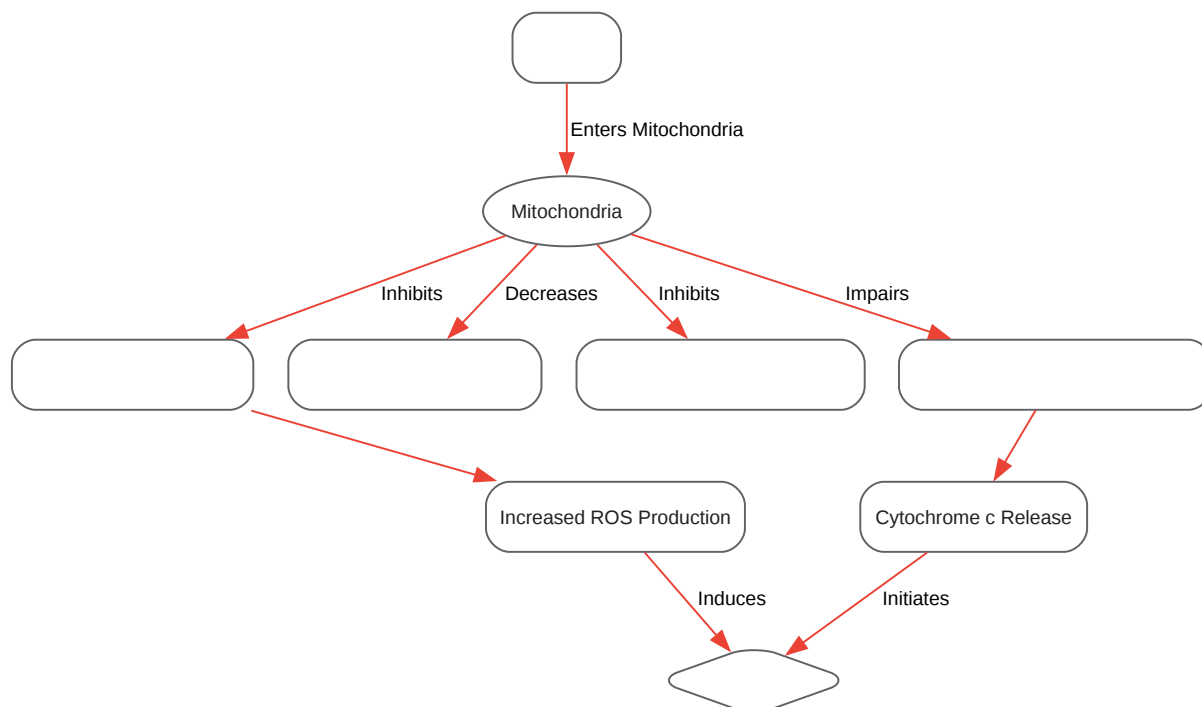 Enters Mitochondria
Mitochondria
Inhibits
Decreases
Inhibits
Impairs
Increased ROS Production
Cytochrome c Release
Induces
Initiates